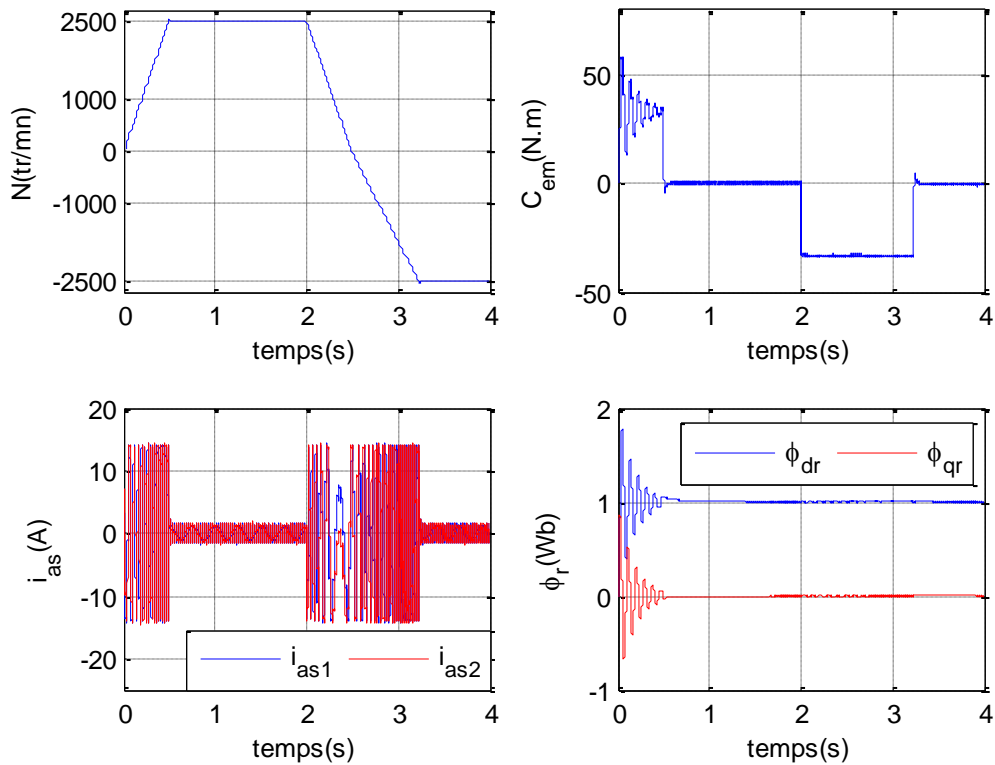 2500
1000
0
-1000
-2500
N(tr/mn)
0 1 2 3 4
temps(s)
50
0
-50
C_em(N.m)
0 1 2 3 4
temps(s)
20
10
0
-10
-20
i_as(A)
i_as1 i_as2
0 1 2 3 4
temps(s)
2
1
0
-1
ϕ_r(Wb)
ϕ_dr ϕ_qr
0 1 2 3 4
temps(s)